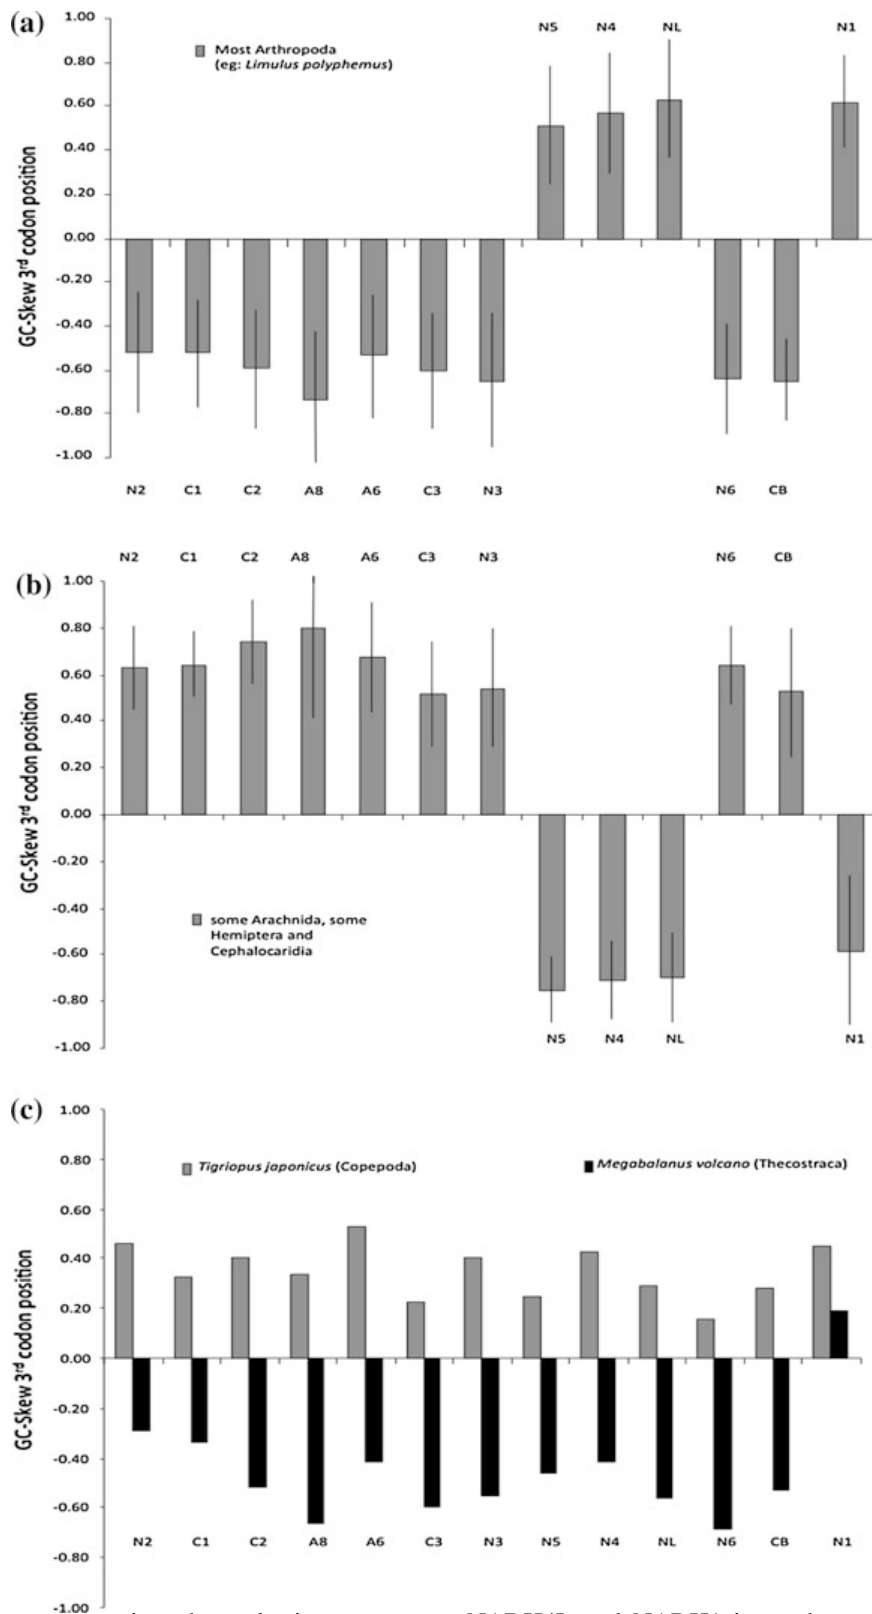 (a)
1.00
0.80
0.60
0.40
0.20
0.00
-0.20
-0.40
-0.60
-0.80
-1.00
GC-Skew 3rd codon position
Most Arthropoda
(eg: Limulus polyphemus)
N5 N4 NL N1
N2 C1 C2 A8 A6 C3 N3 N6 CB
(b)
N2 C1 C2 A8 A6 C3 N3 N6 CB
1.00
0.80
0.60
0.40
0.20
0.00
-0.20
-0.40
-0.60
-0.80
-1.00
GC-Skew 3rd codon position
some Arachnida, some
Hemiptera and
Cephalocaridia
N5 N4 NL N1
(c)
1.00
0.80
0.60
0.40
0.20
0.00
-0.20
-0.40
-0.60
-0.80
-1.00
GC-Skew 3rd codon position
Tigriopus japonicus (Copepoda)
Megabalanus volcano (Thecostraca)
N2 C1 C2 A8 A6 C3 N3 N5 N4 NL N6 CB N1